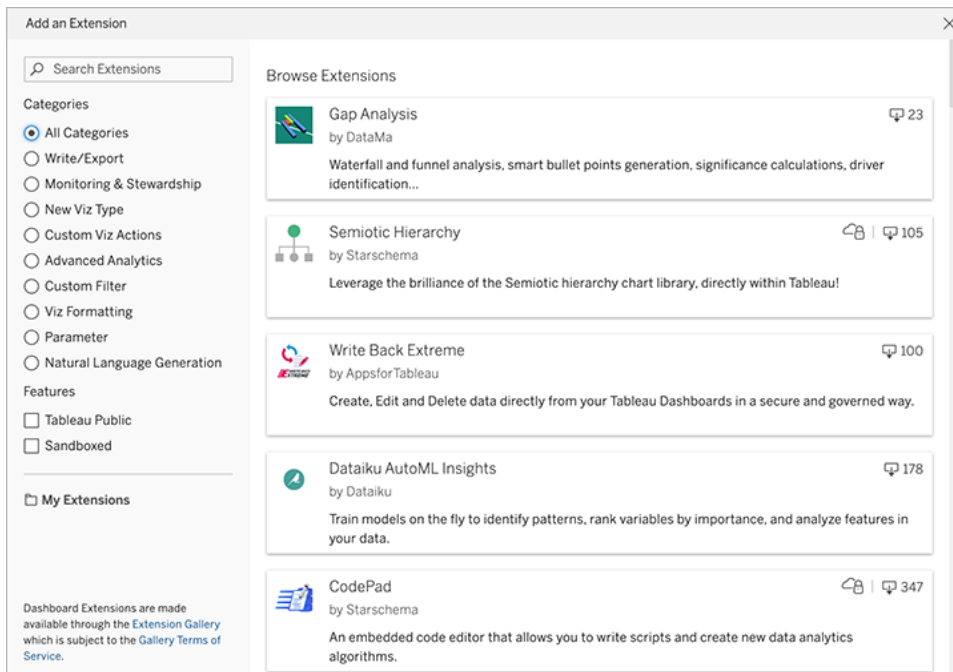 Add an Extension
Search Extensions
Categories
All Categories
Write/Export
Monitoring & Stewardship
New Viz Type
Custom Viz Actions
Advanced Analytics
Custom Filter
Viz Formatting
Parameter
Natural Language Generation
Features
Tableau Public
Sandboxed
My Extensions
Dashboard Extensions are made
available through the Extension Gallery
which is subject to the Gallery Terms of
Service.
Browse Extensions
Gap Analysis
23
by DataMa
Waterfall and funnel analysis, smart bullet points generation, significance calculations, driver
identification...
Semiotic Hierarchy
105
by Starschema
Leverage the brilliance of the Semiotic hierarchy chart library, directly within Tableau!
Write Back Extreme
100
by AppsforTableau
Create, Edit and Delete data directly from your Tableau Dashboards in a secure and governed way.
Dataiku AutoML Insights
178
by Dataiku
Train models on the fly to identify patterns, rank variables by importance, and analyze features in
your data.
CodePad
347
by Starschema
An embedded code editor that allows you to write scripts and create new data analytics
algorithms.